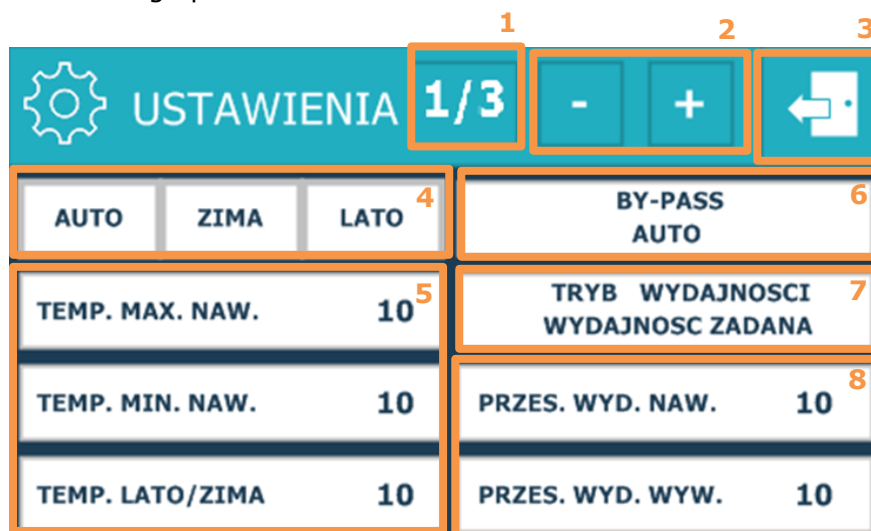 1 2 3
USTAWIENIA 1/3 - +
AUTO ZIMA LATO 4
BY-PASS 6
AUTO
TEMP. MAX. NAW. 10 5
TRYB WYDAJNOSCI 7
WYDAJNOSC ZADANA
TEMP. MIN. NAW. 10
PRZES. WYD. NAW. 10 8
TEMP. LATO/ZIMA 10
PRZES. WYD. WYW. 10